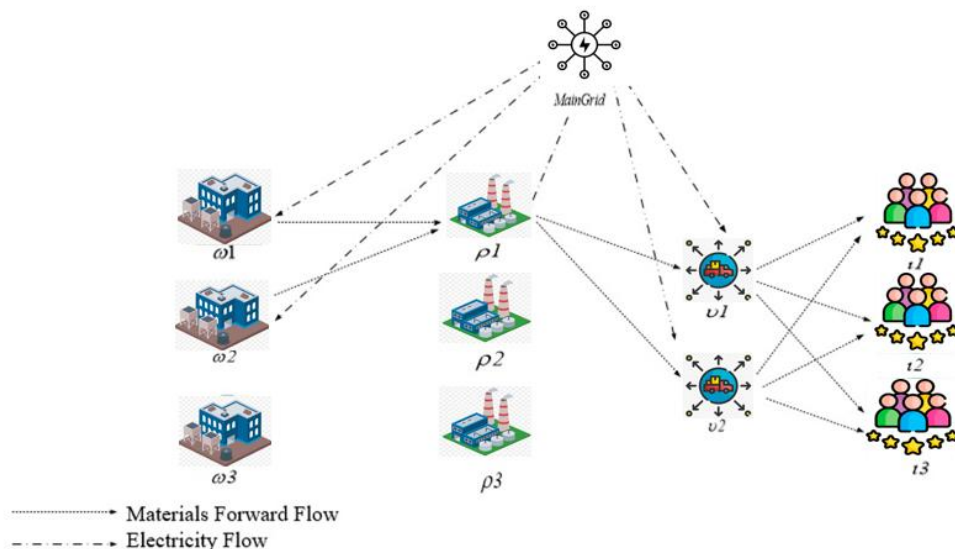 MainGrid
ω1
ρ1
ι1
υ1
ω2
ρ2
ι2
υ2
ω3
ρ3
ι3
Materials Forward Flow
Electricity Flow